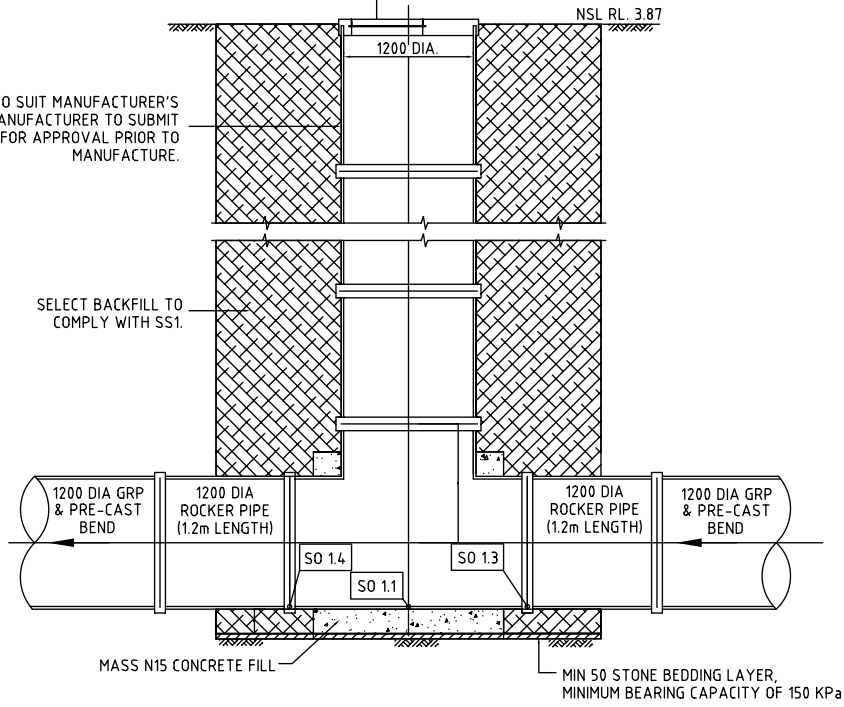 NSL RL. 3.87
1200 DIA.
O SUIT MANUFACTURER'S
ANUFACTURER TO SUBMIT
FOR APPROVAL PRIOR TO
MANUFACTURE.
SELECT BACKFILL TO
COMPLY WITH SS1.
1200 DIA GRP
& PRE-CAST
BEND
1200 DIA
ROCKER PIPE
(1.2m LENGTH)
1200 DIA
ROCKER PIPE
(1.2m LENGTH)
1200 DIA GRP
& PRE-CAST
BEND
SO 1.4
SO 1.1
SO 1.3
MASS N15 CONCRETE FILL
MIN 50 STONE BEDDING LAYER,
MINIMUM BEARING CAPACITY OF 150 KPa